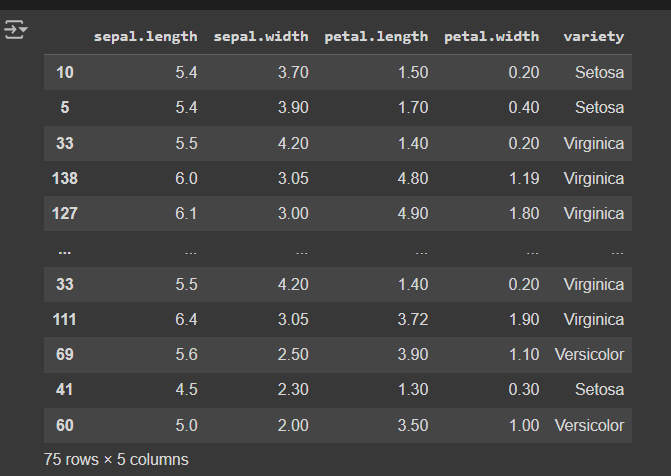 sepal.length sepal.width petal.length petal.width variety
10 5.4 3.70 1.50 0.20 Setosa
5 5.4 3.90 1.70 0.40 Setosa
33 5.5 4.20 1.40 0.20 Virginica
138 6.0 3.05 4.80 1.19 Virginica
127 6.1 3.00 4.90 1.80 Virginica
... ... ... ... ... ...
33 5.5 4.20 1.40 0.20 Virginica
111 6.4 3.05 3.72 1.90 Virginica
69 5.6 2.50 3.90 1.10 Versicolor
41 4.5 2.30 1.30 0.30 Setosa
60 5.0 2.00 3.50 1.00 Versicolor
75 rows × 5 columns